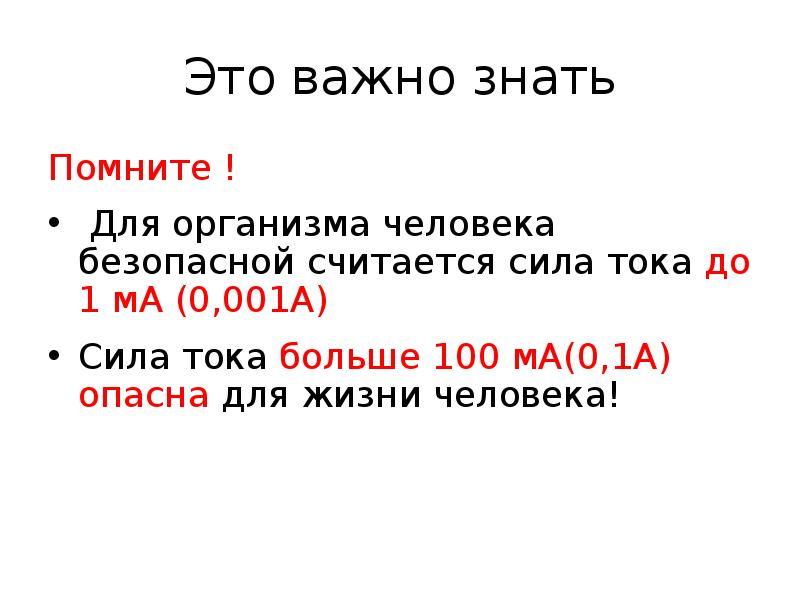 Это важно знать
Помните !
• Для организма человека
безопасной считается сила тока до
1 мА (0,001А)
• Сила тока больше 100 мА(0,1А)
опасна для жизни человека!